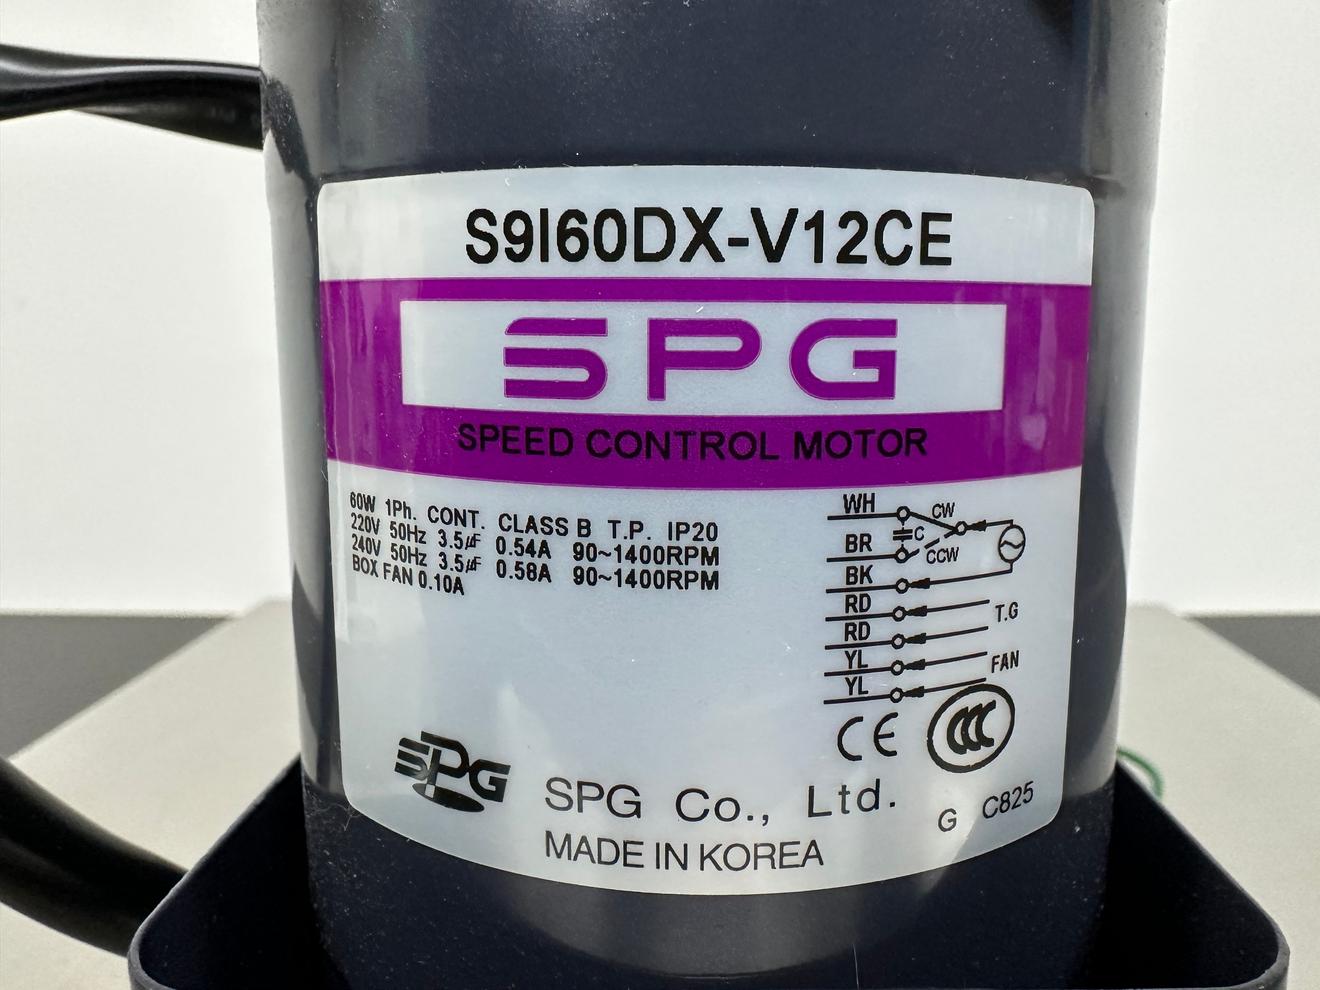 S9I60DX-V12CE
SPG
SPEED CONTROL MOTOR
60W 1Ph. CONT. CLASS B T.P. IP20
220V 50Hz 3.5㎌ 0.54A 90~1400RPM
240V 50Hz 3.5㎌ 0.58A 90~1400RPM
BOX FAN 0.10A
WH
CW
C
BR
CCW
BK
RD
T.G
RD
YL
FAN
YL
CE
CCC
SPG
SPG Co., Ltd.
G C825
MADE IN KOREA